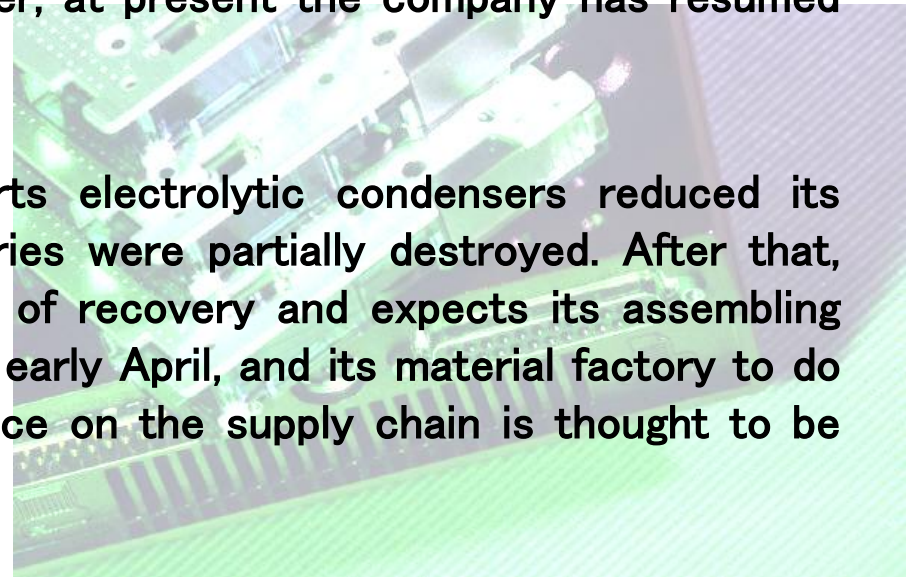 er, at present the company has resumed
rts electrolytic condensers reduced its
ries were partially destroyed. After that,
of recovery and expects its assembling
early April, and its material factory to do
ce on the supply chain is thought to be